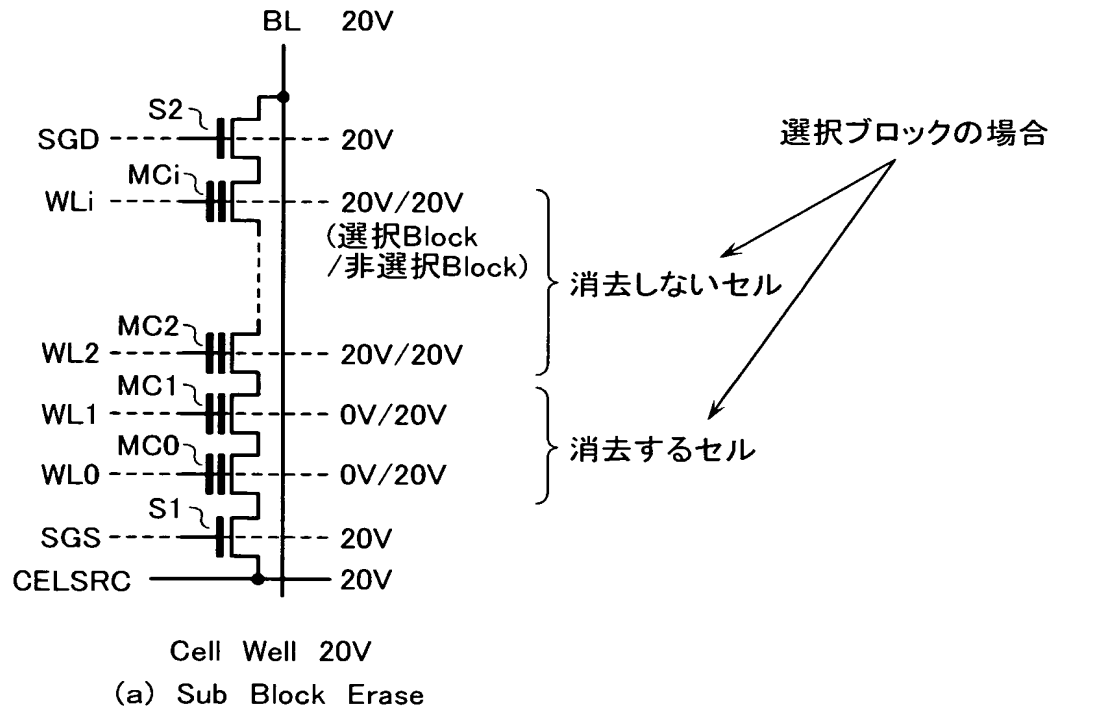 BL 20V
S2
SGD 20V
選択ブロックの場合
MCi
WLi 20V/20V
(選択Block
/非選択Block)
消去しないセル
MC2
WL2 20V/20V
MC1
WL1 0V/20V
MC0
消去するセル
WL0 0V/20V
S1
SGS 20V
CELSRC 20V
Cell Well 20V
(a) Sub Block Erase